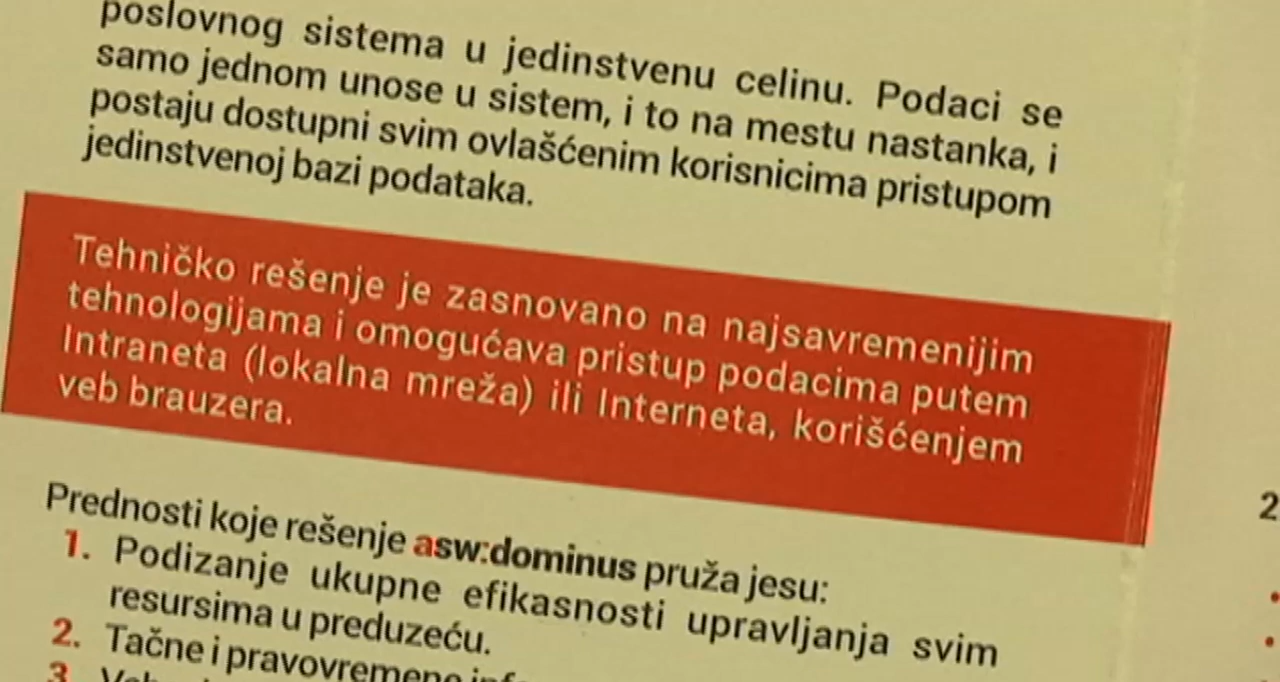 poslovnog sistema u jedinstvenu celinu. Podaci se
samo jednom unose u sistem, i to na mestu nastanka, i
postaju dostupni svim ovlašćenim korisnicima pristupom
jedinstvenoj bazi podataka.
Tehničko rešenje je zasnovano na najsavremenijim
tehnologijama i omogućava pristup podacima putem
Intraneta (lokalna mreža) ili Interneta, korišćenjem
veb brauzera.
Prednosti koje rešenje asw:dominus pruža jesu:
1. Podizanje ukupne efikasnosti upravljanja svim
resursima u preduzeću.
2. Tačne i pravovremene
3.
2